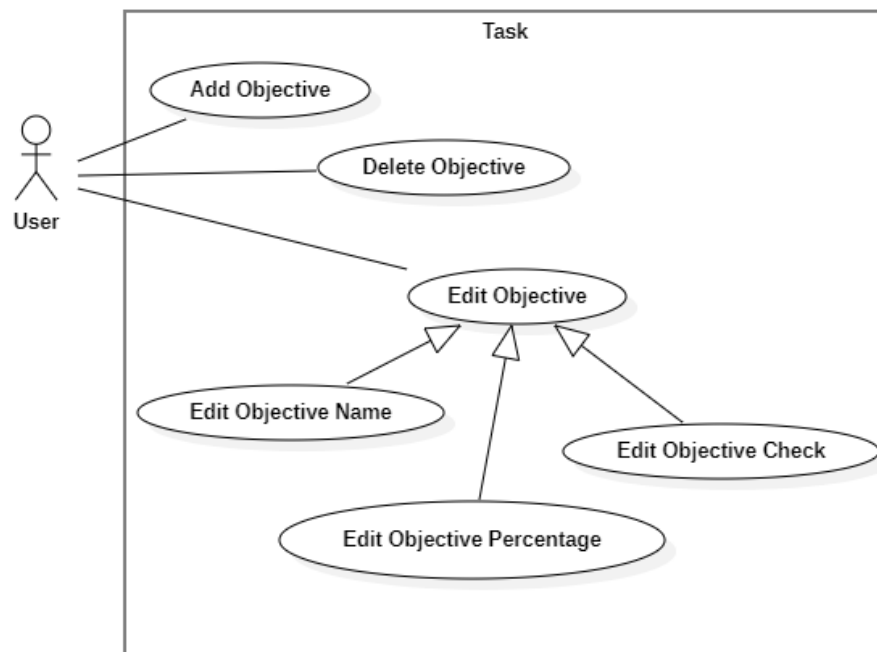 Task
Add Objective
Delete Objective
User
Edit Objective
Edit Objective Name
Edit Objective Check
Edit Objective Percentage